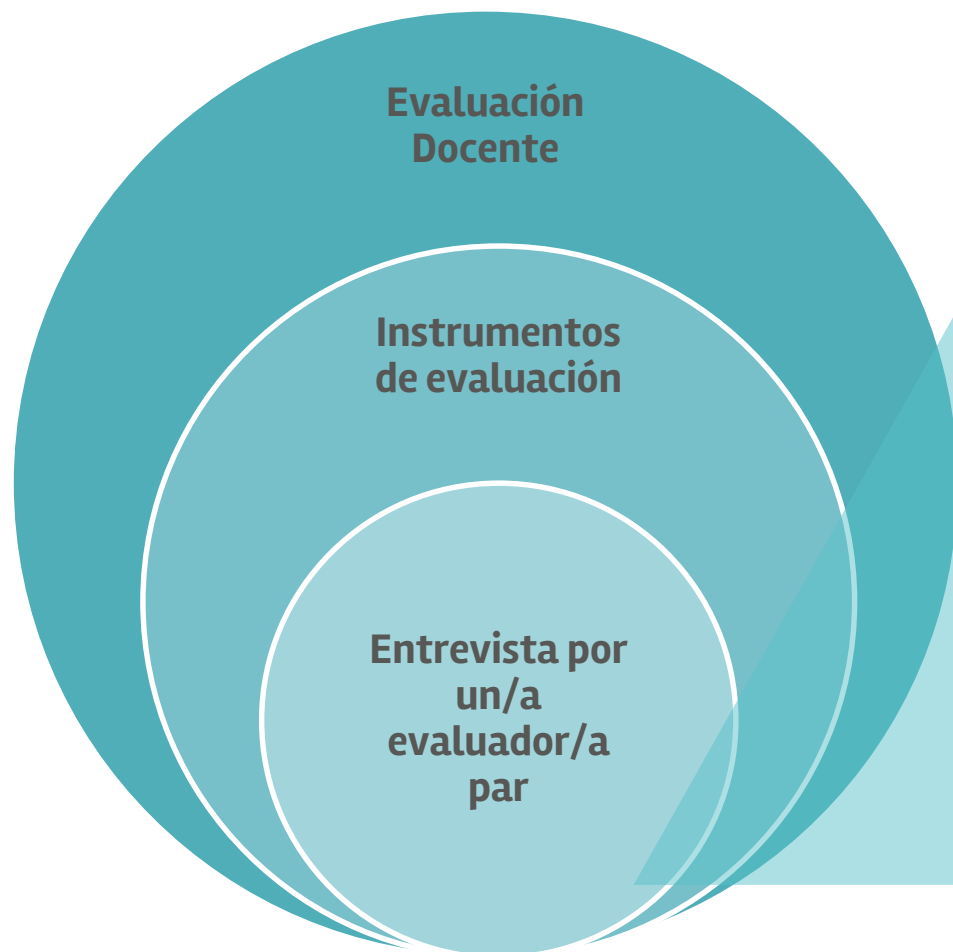 Evaluación
Docente
Instrumentos
de evaluación
Entrevista por
un/a
evaluador/a
par